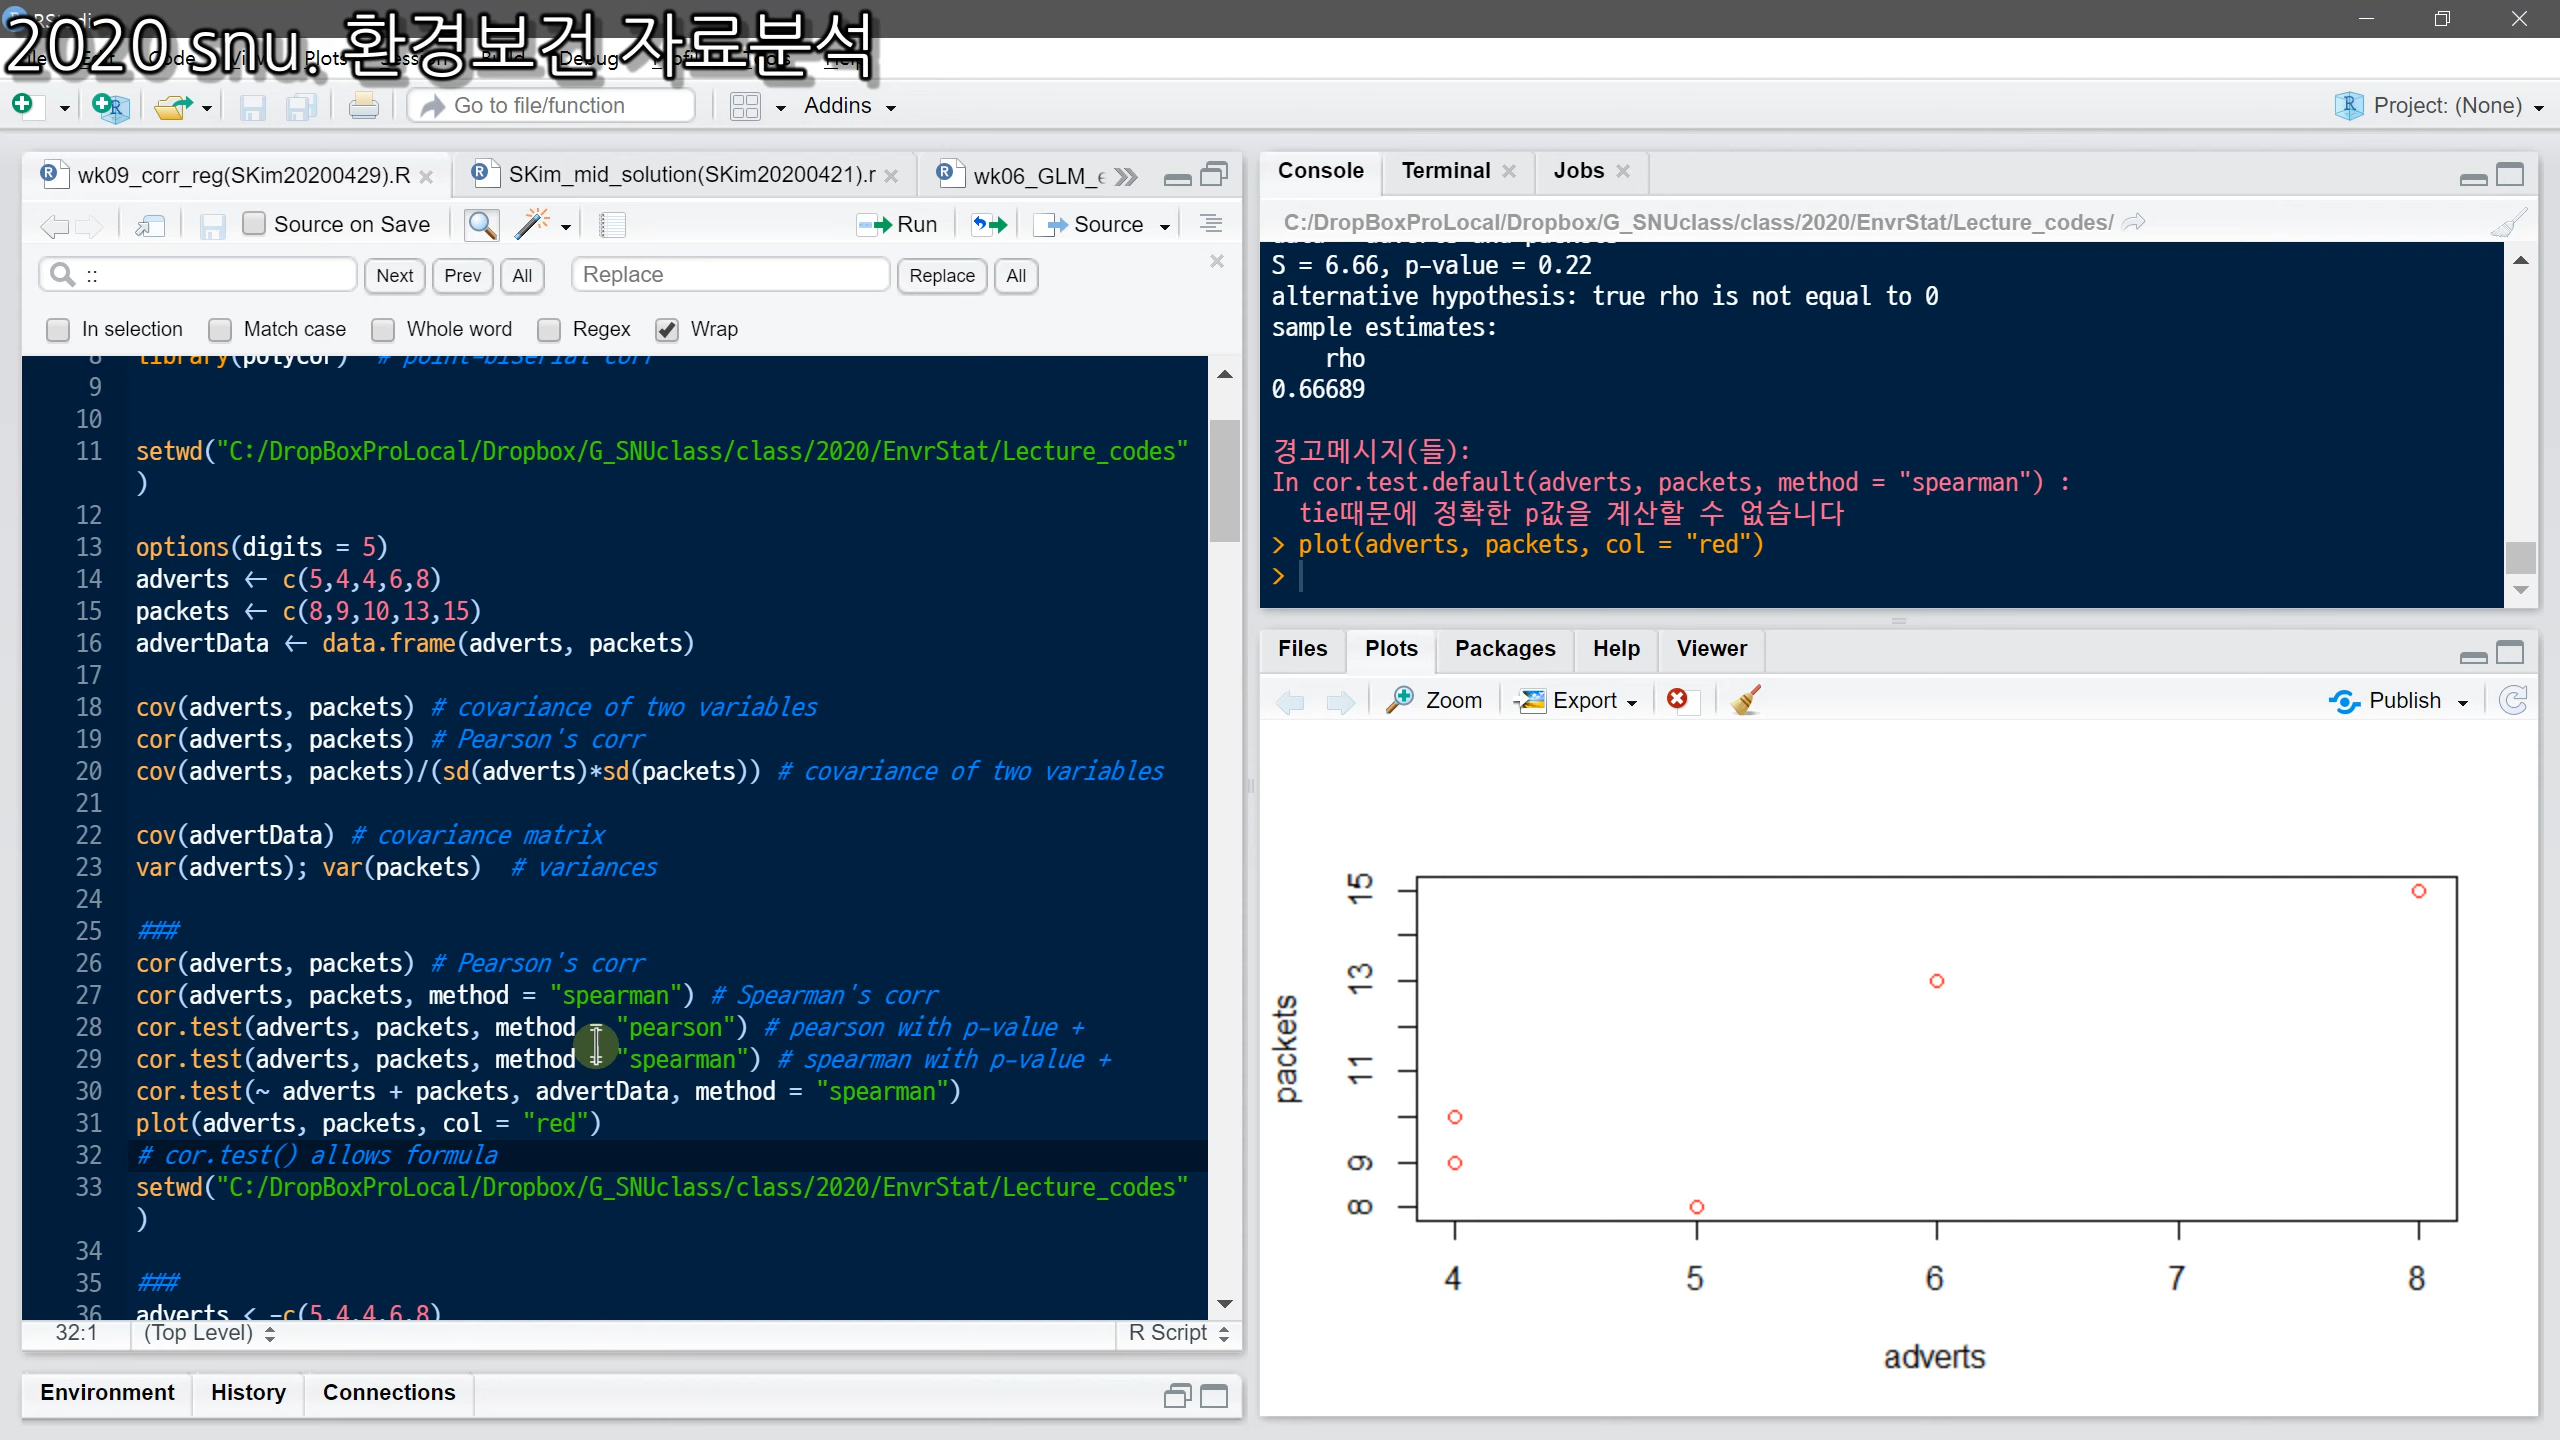 2020 snu. 환경보건 자료분석
Go to file/function
Addins
Project: (None)
wk09_corr_reg(SKim20200429).R
SKim_mid_solution(SKim20200421).r
wk06_GLM_e
Source on Save
Run
Source
::
Next
Prev
All
Replace
Replace
All
In selection
Match case
Whole word
Regex
Wrap
8 library(polycor) # point-biserial corr
9
10
11 setwd("C:/DropBoxProLocal/Dropbox/G_SNUclass/class/2020/EnvrStat/Lecture_codes"
)
12
13 options(digits = 5)
14 adverts <- c(5,4,4,6,8)
15 packets <- c(8,9,10,13,15)
16 advertData <- data.frame(adverts, packets)
17
18 cov(adverts, packets) # covariance of two variables
19 cor(adverts, packets) # Pearson's corr
20 cov(adverts, packets)/(sd(adverts)*sd(packets)) # covariance of two variables
21
22 cov(advertData) # covariance matrix
23 var(adverts); var(packets) # variances
24
25 ###
26 cor(adverts, packets) # Pearson's corr
27 cor(adverts, packets, method = "spearman") # Spearman's corr
28 cor.test(adverts, packets, method = "pearson") # pearson with p-value +
29 cor.test(adverts, packets, method = "spearman") # spearman with p-value +
30 cor.test(~ adverts + packets, advertData, method = "spearman")
31 plot(adverts, packets, col = "red")
32 # cor.test() allows formula
33 setwd("C:/DropBoxProLocal/Dropbox/G_SNUclass/class/2020/EnvrStat/Lecture_codes"
)
34
35 ###
36 adverts < -c(5,4,4,6,8)
32:1
(Top Level)
R Script
Environment
History
Connections
Console
Terminal
Jobs
C:/DropBoxProLocal/Dropbox/G_SNUclass/class/2020/EnvrStat/Lecture_codes/
S = 6.66, p-value = 0.22
alternative hypothesis: true rho is not equal to 0
sample estimates:
rho
0.66689
경고메시지(들):
In cor.test.default(adverts, packets, method = "spearman") :
tie때문에 정확한 p값을 계산할 수 없습니다
> plot(adverts, packets, col = "red")
>
Files
Plots
Packages
Help
Viewer
Zoom
Export
Publish
packets
15
13
11
9
8
4
5
6
7
8
adverts